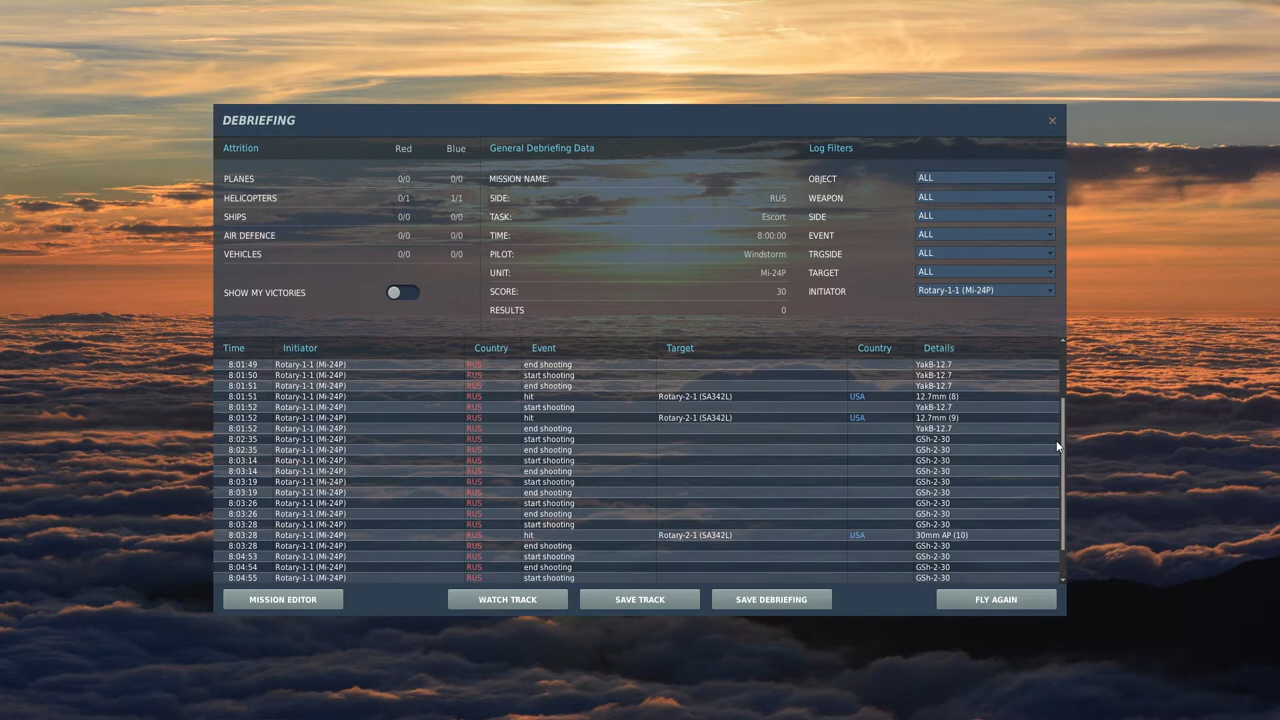 DEBRIEFING
Attrition Red Blue General Debriefing Data Log Filters
PLANES 0/0 0/0 MISSION NAME: OBJECT ALL
HELICOPTERS 0/1 1/1 SIDE: RUS WEAPON ALL
SHIPS 0/0 0/0 TASK: Escort SIDE ALL
AIR DEFENCE 0/0 0/0 TIME: 8:00:00 EVENT ALL
VEHICLES 0/0 0/0 PILOT: Windstorm TRGSIDE ALL
UNIT: Mi-24P TARGET ALL
SHOW MY VICTORIES SCORE: 30 INITIATOR Rotary-1-1 (Mi-24P)
RESULTS 0
Time Initiator Country Event Target Country Details
8:01:49 Rotary-1-1 (Mi-24P) RUS end shooting YakB-12.7
8:01:50 Rotary-1-1 (Mi-24P) RUS start shooting YakB-12.7
8:01:51 Rotary-1-1 (Mi-24P) RUS end shooting YakB-12.7
8:01:51 Rotary-1-1 (Mi-24P) RUS hit Rotary-2-1 (SA342L) USA 12.7mm (8)
8:01:52 Rotary-1-1 (Mi-24P) RUS start shooting YakB-12.7
8:01:52 Rotary-1-1 (Mi-24P) RUS hit Rotary-2-1 (SA342L) USA 12.7mm (9)
8:01:52 Rotary-1-1 (Mi-24P) RUS end shooting YakB-12.7
8:02:35 Rotary-1-1 (Mi-24P) RUS start shooting GSh-2-30
8:02:35 Rotary-1-1 (Mi-24P) RUS end shooting GSh-2-30
8:03:14 Rotary-1-1 (Mi-24P) RUS start shooting GSh-2-30
8:03:14 Rotary-1-1 (Mi-24P) RUS end shooting GSh-2-30
8:03:19 Rotary-1-1 (Mi-24P) RUS start shooting GSh-2-30
8:03:19 Rotary-1-1 (Mi-24P) RUS end shooting GSh-2-30
8:03:26 Rotary-1-1 (Mi-24P) RUS start shooting GSh-2-30
8:03:26 Rotary-1-1 (Mi-24P) RUS end shooting GSh-2-30
8:03:28 Rotary-1-1 (Mi-24P) RUS start shooting GSh-2-30
8:03:28 Rotary-1-1 (Mi-24P) RUS hit Rotary-2-1 (SA342L) USA 30mm AP (10)
8:03:28 Rotary-1-1 (Mi-24P) RUS end shooting GSh-2-30
8:04:53 Rotary-1-1 (Mi-24P) RUS start shooting GSh-2-30
8:04:54 Rotary-1-1 (Mi-24P) RUS end shooting GSh-2-30
8:04:55 Rotary-1-1 (Mi-24P) RUS start shooting GSh-2-30
MISSION EDITOR WATCH TRACK SAVE TRACK SAVE DEBRIEFING FLY AGAIN